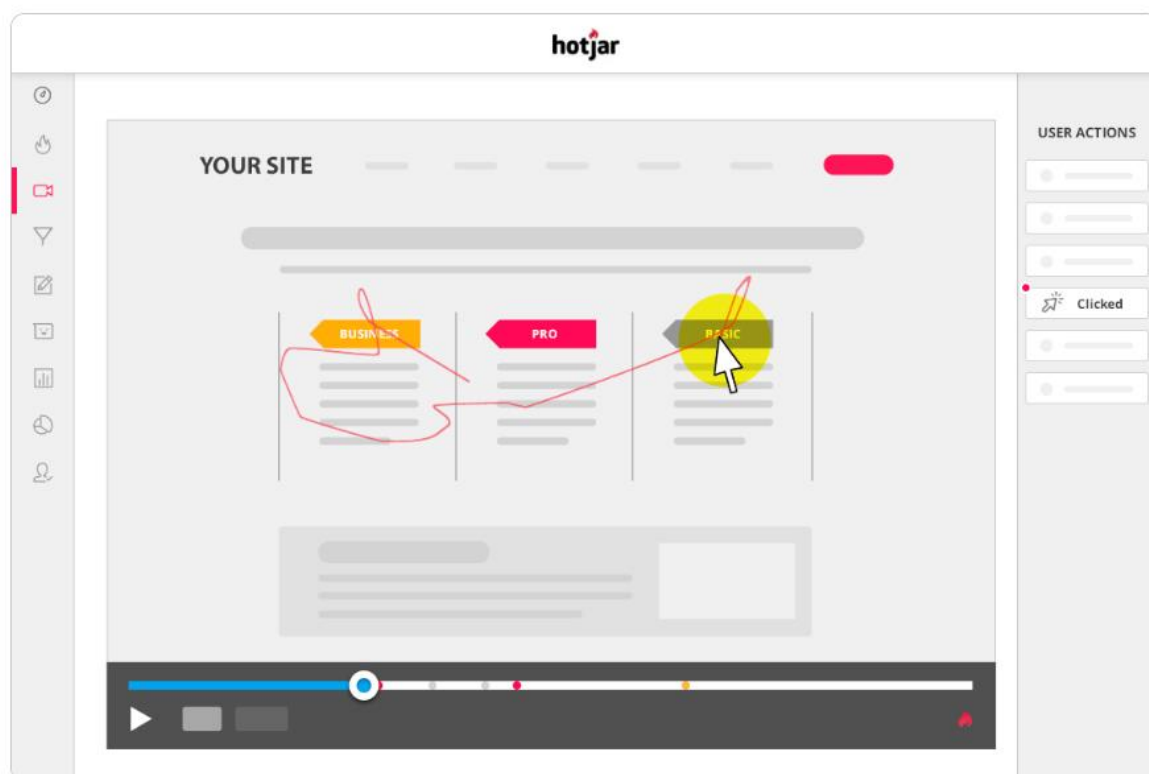 hotjar
YOUR SITE
USER ACTIONS
Clicked
BUSINESS
PRO
BASIC